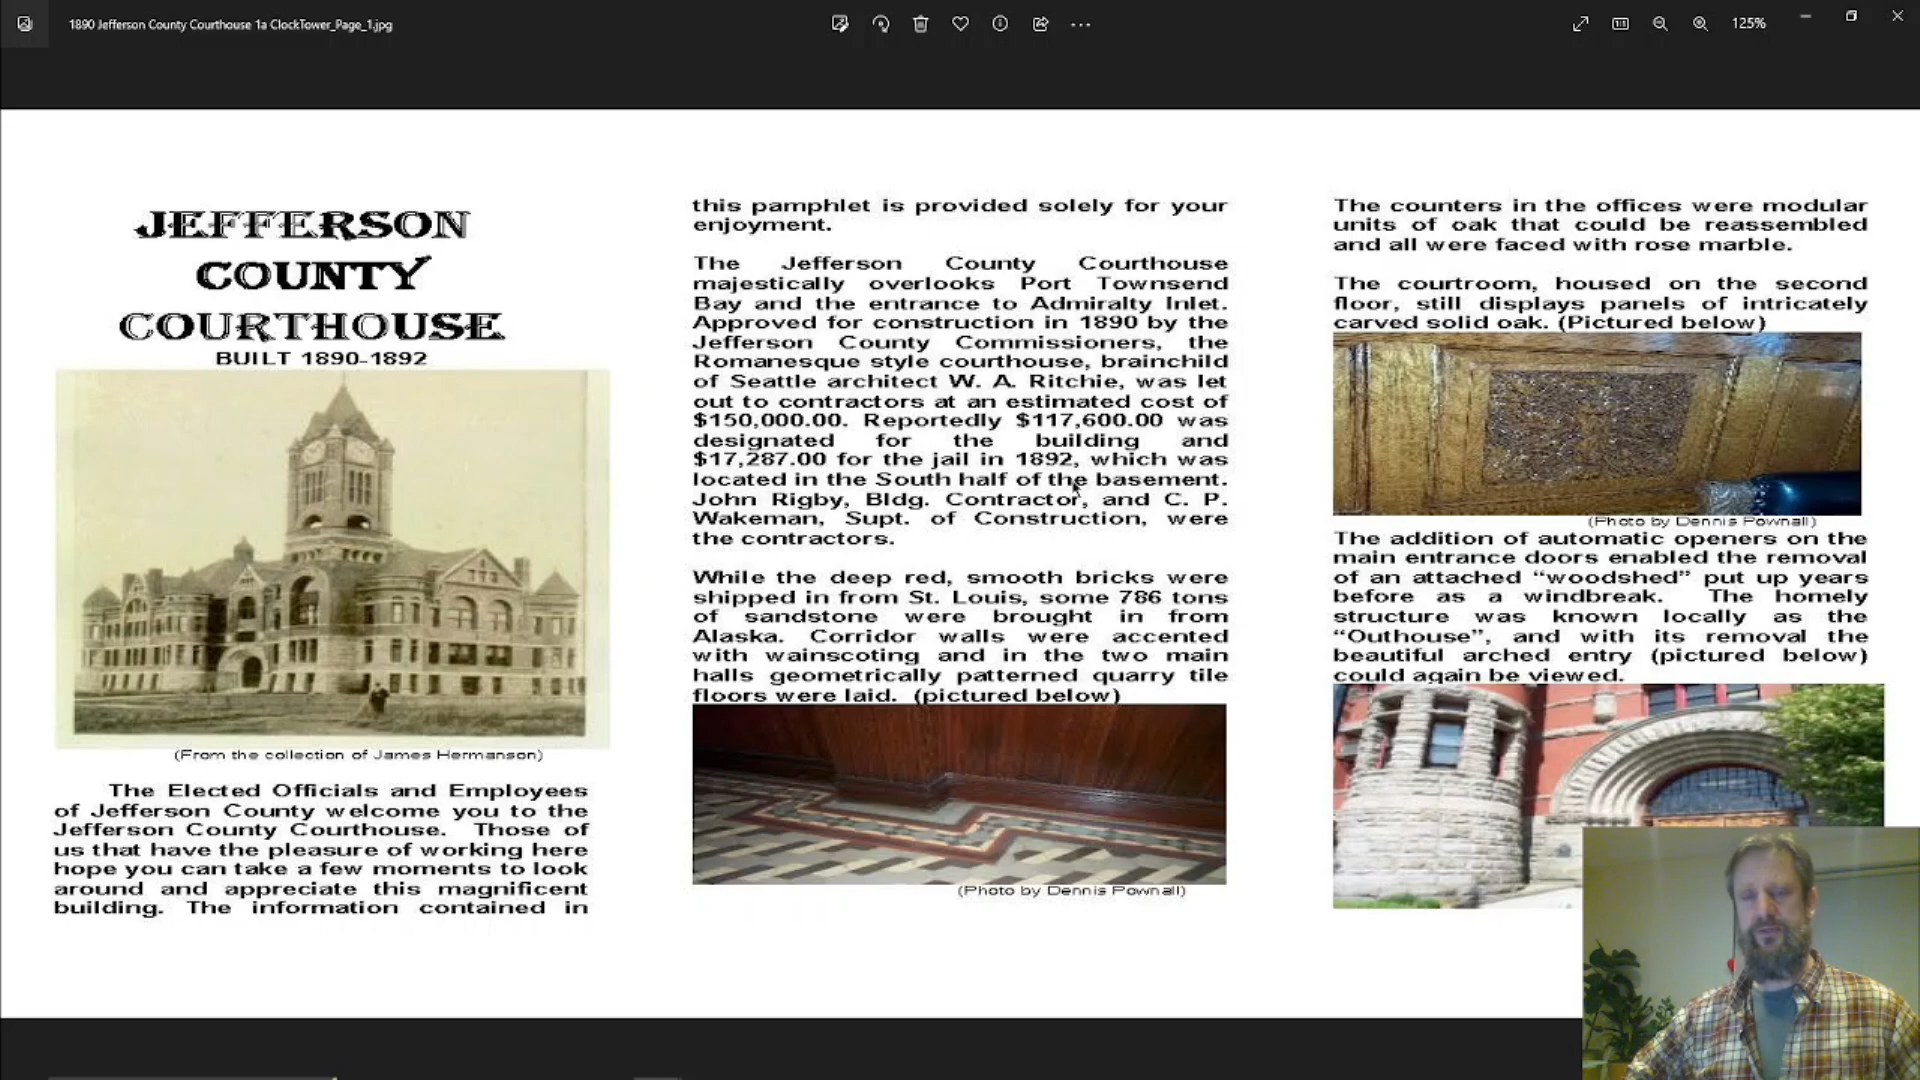 1890 Jefferson County Courthouse 1a ClockTower_Page_1.jpg
125%
JEFFERSON
COUNTY
COURTHOUSE
BUILT 1890-1892
(From the collection of James Hermanson)
The Elected Officials and Employees
of Jefferson County welcome you to the
Jefferson County Courthouse. Those of
us that have the pleasure of working here
hope you can take a few moments to look
around and appreciate this magnificent
building. The information contained in
this pamphlet is provided solely for your
enjoyment.
The Jefferson County Courthouse
majestically overlooks Port Townsend
Bay and the entrance to Admiralty Inlet.
Approved for construction in 1890 by the
Jefferson County Commissioners, the
Romanesque style courthouse, brainchild
of Seattle architect W. A. Ritchie, was let
out to contractors at an estimated cost of
$150,000.00. Reportedly $117,600.00 was
designated for the building and
$17,287.00 for the jail in 1892, which was
located in the South half of the basement.
John Rigby, Bldg. Contractor, and C. P.
Wakeman, Supt. of Construction, were
the contractors.
While the deep red, smooth bricks were
shipped in from St. Louis, some 786 tons
of sandstone were brought in from
Alaska. Corridor walls were accented
with wainscoting and in the two main
halls geometrically patterned quarry tile
floors were laid. (pictured below)
(Photo by Dennis Pownall)
The counters in the offices were modular
units of oak that could be reassembled
and all were faced with rose marble.
The courtroom, housed on the second
floor, still displays panels of intricately
carved solid oak. (Pictured below)
(Photo by Dennis Pownall)
The addition of automatic openers on the
main entrance doors enabled the removal
of an attached “woodshed” put up years
before as a windbreak. The homely
structure was known locally as the
“Outhouse”, and with its removal the
beautiful arched entry (pictured below)
could again be viewed.